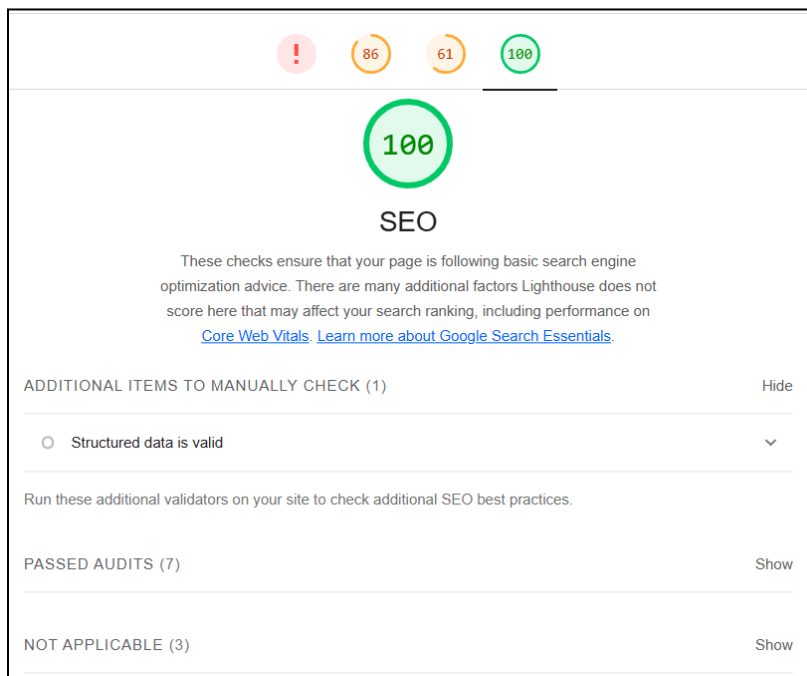 ! 86 61 100
100
SEO
These checks ensure that your page is following basic search engine
optimization advice. There are many additional factors Lighthouse does not
score here that may affect your search ranking, including performance on
Core Web Vitals. Learn more about Google Search Essentials.
ADDITIONAL ITEMS TO MANUALLY CHECK (1) Hide
Structured data is valid
Run these additional validators on your site to check additional SEO best practices.
PASSED AUDITS (7) Show
NOT APPLICABLE (3) Show